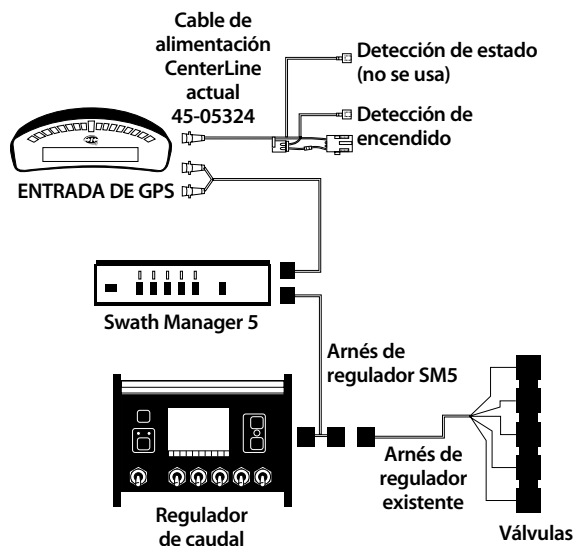 Cable de
alimentación
CenterLine
actual
45-05324
Detección de estado
(no se usa)
Detección de
encendido
ENTRADA DE GPS
Swath Manager 5
Arnés de
regulador SM5
Arnés de
regulador
existente
Regulador
de caudal
Válvulas